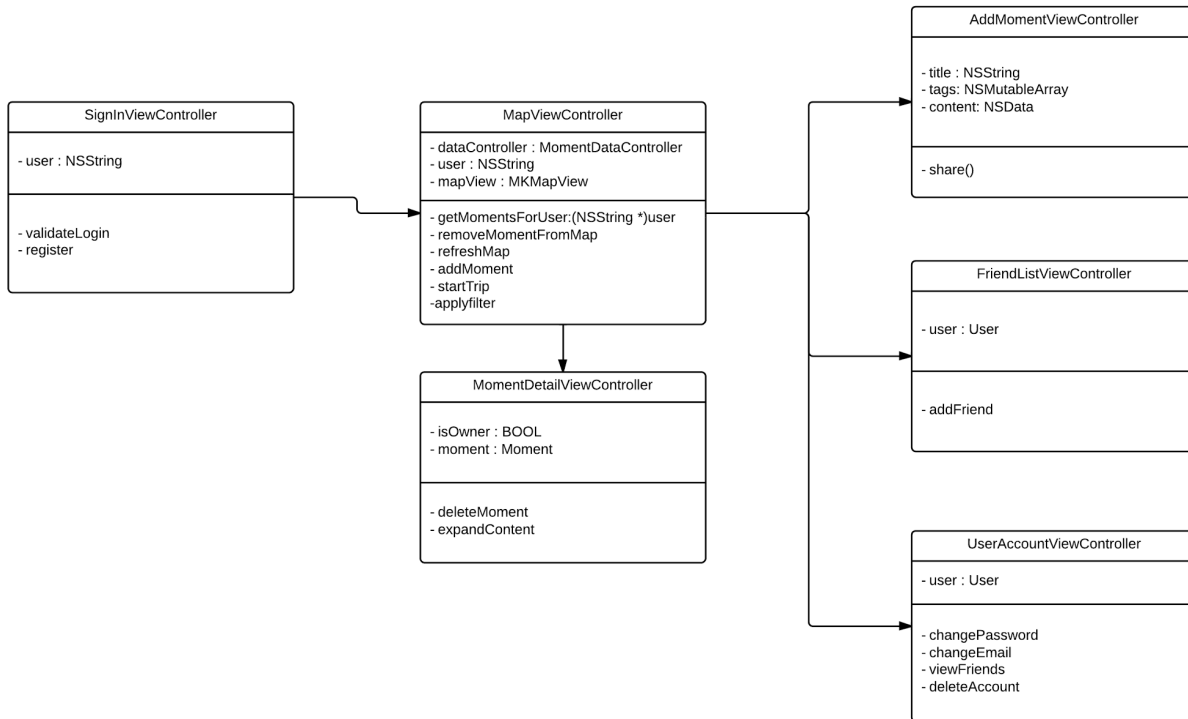 SignInViewController
- user : NSString
- validateLogin
- register
MapViewController
- dataController : MomentDataController
- user : NSString
- mapView : MKMapView
- getMomentsForUser:(NSString *)user
- removeMomentFromMap
- refreshMap
- addMoment
- startTrip
-applyfilter
MomentDetailViewController
- isOwner : BOOL
- moment : Moment
- deleteMoment
- expandContent
AddMomentViewController
- title : NSString
- tags: NSMutableArray
- content: NSData
- share()
FriendListViewController
- user : User
- addFriend
UserAccountViewController
- user : User
- changePassword
- changeEmail
- viewFriends
- deleteAccount